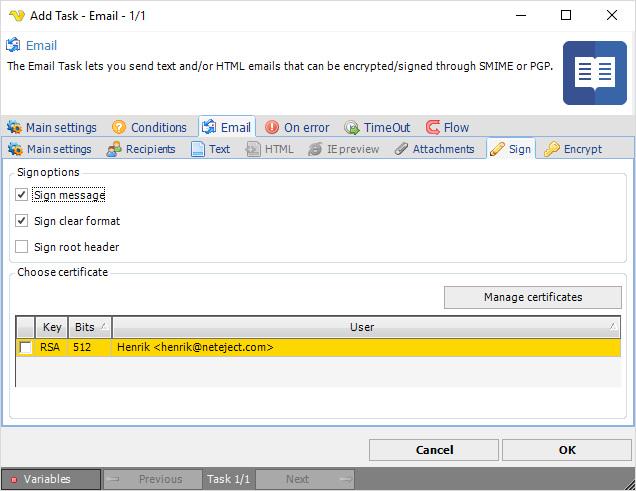 Add Task - Email - 1/1
Email
The Email Task lets you send text and/or HTML emails that can be encrypted/signed through SMIME or PGP.
Main settings Conditions Email On error TimeOut Flow
Main settings Recipients Text HTML IE preview Attachments Sign Encrypt
Sign options
Sign message
Sign clear format
Sign root header
Choose certificate
Manage certificates
Key Bits User
RSA 512 Henrik <henrik@neteject.com>
Cancel OK
Variables Previous Task 1/1 Next